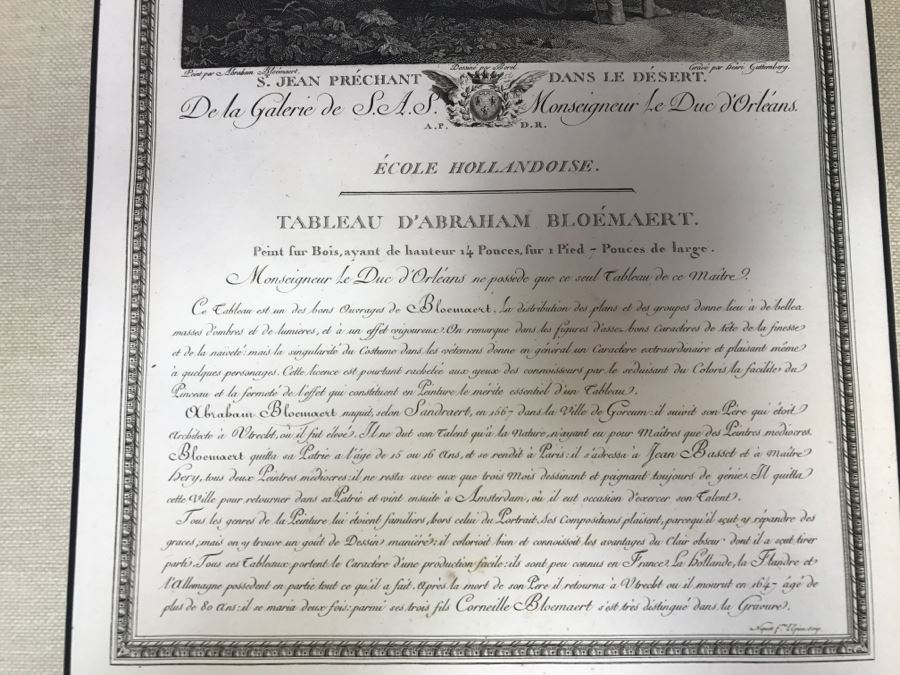 Peint par Abraham Bloémaert.
Dessiné par Borel.
Gravé par Henri Guttenberg.
S.ᵗ JEAN PRÉCHANT DANS LE DÉSERT.
De la Galerie de S.A.S. Monseigneur Le Duc d'Orléans.
A.P. D.R.
ÉCOLE HOLLANDOISE.
TABLEAU D'ABRAHAM BLOÉMAERT.
Peint sur Bois, ayant de hauteur 14 Pouces, sur 1 Pied 7 Pouces de large.
Monseigneur Le Duc d'Orléans ne possède que ce seul Tableau de ce Maître.
Ce Tableau est un des bons Ouvrages de Bloemaert. La distribution des plans et des groupes donne lieu à de belles
masses d'ombres et de lumieres, et à un effet vigoureux. On remarque dans les figures d'assez bons Caracteres de tête de la finesse
et de la naiveté: mais la singularité du Costume dans les vêtemens donne en général un Caractere extraordinaire et plaisant même
à quelques personages. Cette licence est pourtant rachetée aux yeux des connoisseurs par le séduisant du Coloris, la facilité du
Pinceau et la fermeté de l'effet qui constituent en Peinture le mérite essentiel d'un Tableau.
Abraham Bloemaert naquit, selon Sandraert, en 1567 dans la Ville de Gorcum: il suivit son Père qui étoit
Architecte à Utrecht, où il fut élevé. Il ne dut son Talent qu'à la Nature, n'ayant eu pour Maîtres que des Peintres médiocres.
Bloemaert quitta sa Patrie a l'âge de 15 ou 16 Ans, et se rendit à Paris: il s'adressa à Jean Basset et à Maître
Hery, tous deux Peintres médiocres: il ne resta avec eux que trois Mois dessinant et peignant toujours de génie. Il quitta
cette Ville pour retourner dans sa Patrie et vint ensuite à Amsterdam, où il eut occasion d'exercer son Talent.
Tous les genres de la Peinture lui étoient familiers, hors celui du Portrait. Ses Compositions plaisent, parcequ'il sçut y répandre des
graces, mais on y trouve un goût de Dessin maniéré: il colorioit bien et connoissoit les avantages du Clair obscur dont il a sçut tirer
parti. Tous ses Tableaux portent le Caractère d'une production facile: ils sont peu connus en France. La Hollande, la Flandre et
l'Allemagne possedent en partie tout ce qu'il a fait. Après la mort de son Père il retourna à Utrecht ou il mourut en 1647 âgé de
plus de 80 Ans: il se maria deux fois: parmi ses trois fils Corneille Bloemaert s'est très distingué dans la Gravure.